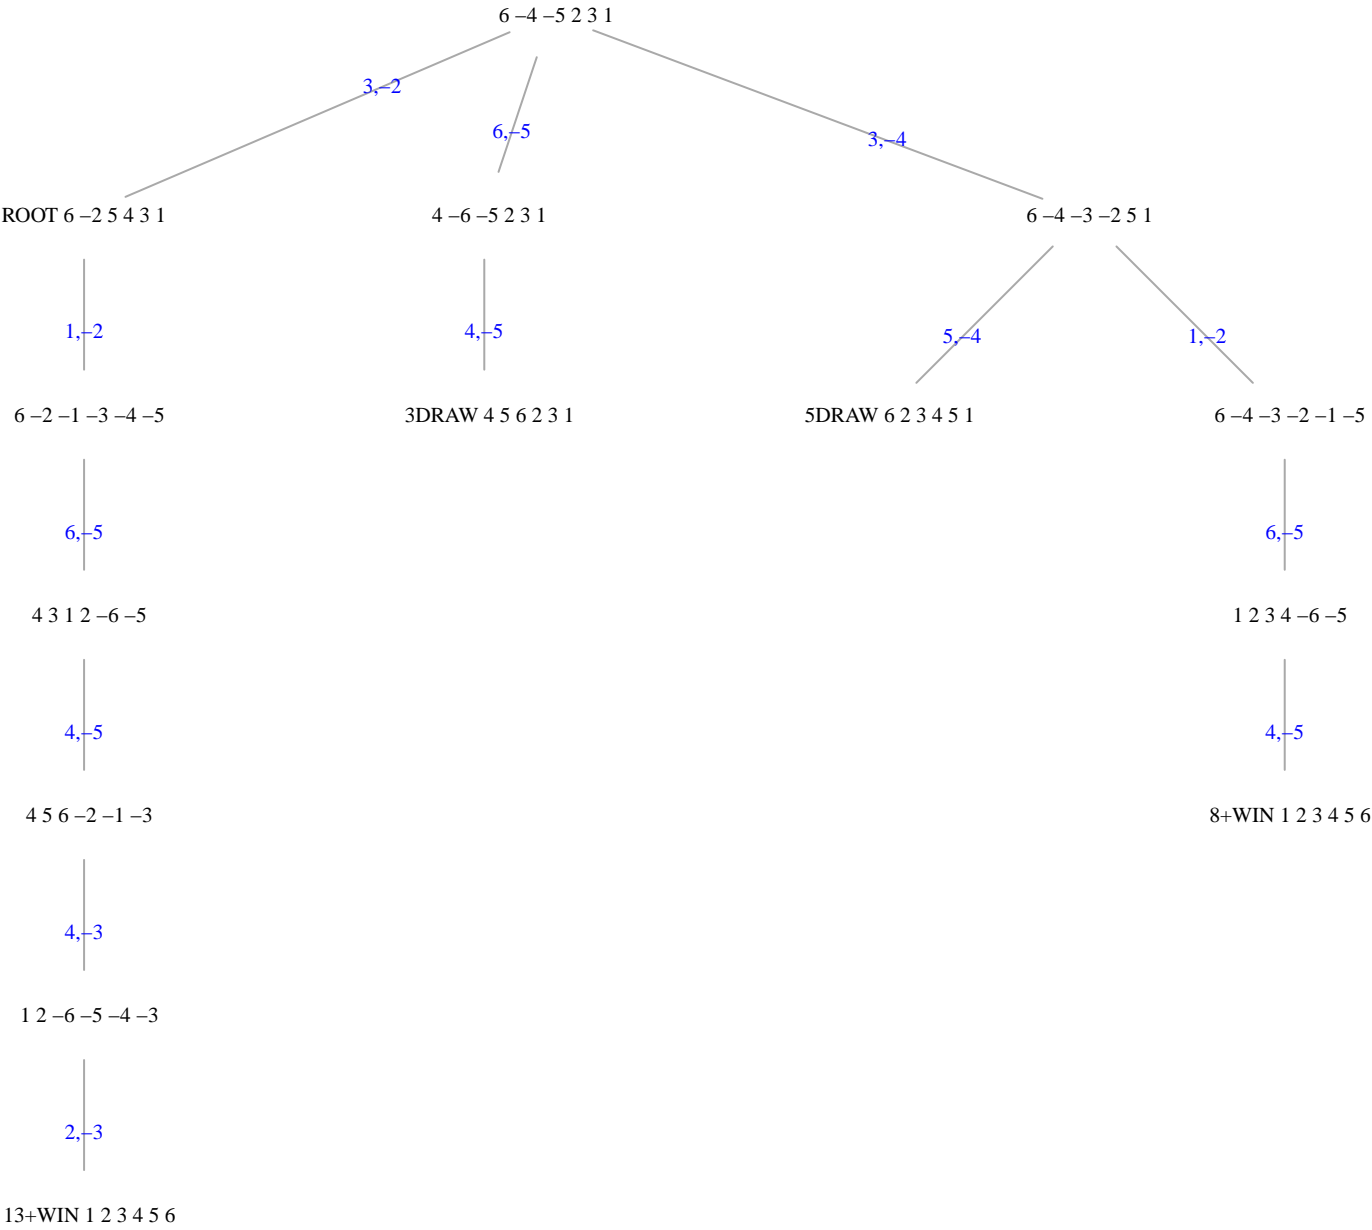 6 –4 –5 2 3 1
3,–2
6,–5
3,–4
ROOT 6 –2 5 4 3 1
4 –6 –5 2 3 1
6 –4 –3 –2 5 1
1,–2
4,–5
5,–4
1,–2
6 –2 –1 –3 –4 –5
3DRAW 4 5 6 2 3 1
5DRAW 6 2 3 4 5 1
6 –4 –3 –2 –1 –5
6,–5
6,–5
4 3 1 2 –6 –5
1 2 3 4 –6 –5
4,–5
4,–5
4 5 6 –2 –1 –3
8+WIN 1 2 3 4 5 6
4,–3
1 2 –6 –5 –4 –3
2,–3
13+WIN 1 2 3 4 5 6